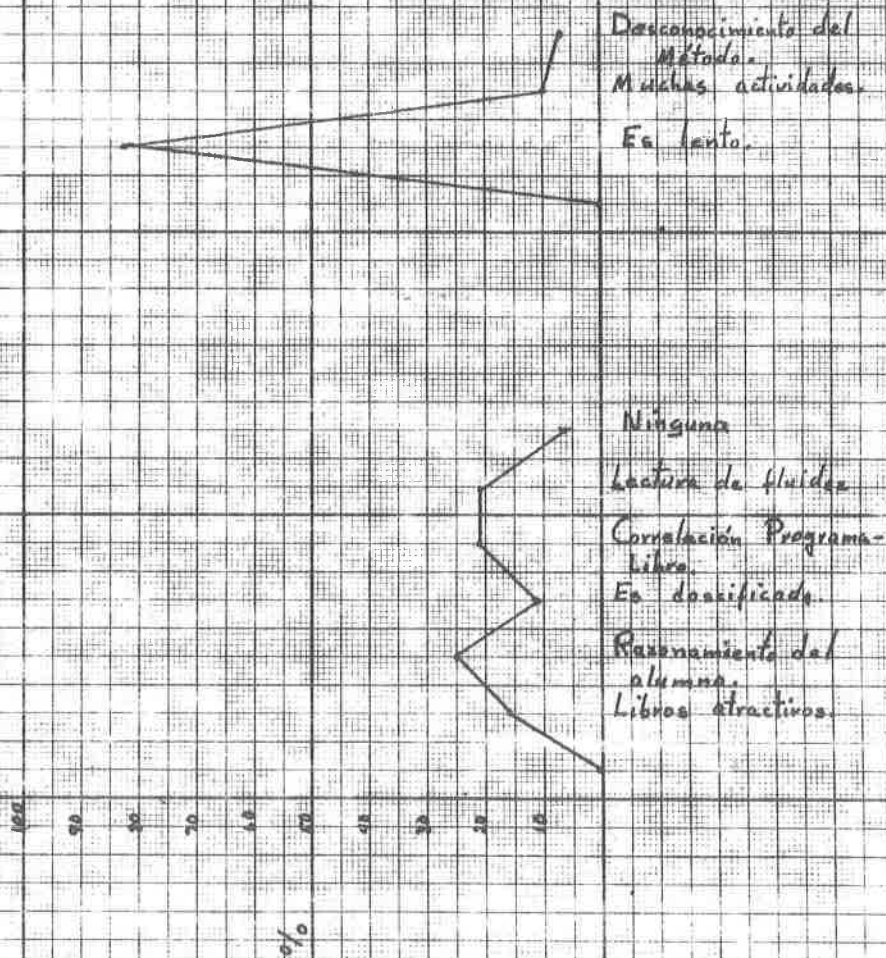 Desconocimiento del
Método.
Muchas actividades.
Es lento.
Ninguna
Lectura de fluidez
Correlación Programa-
Libro.
Es dosificado.
Razonamiento del
alumno.
Libros atractivos.
100 90 80 70 60 50 40 30 20 10
%